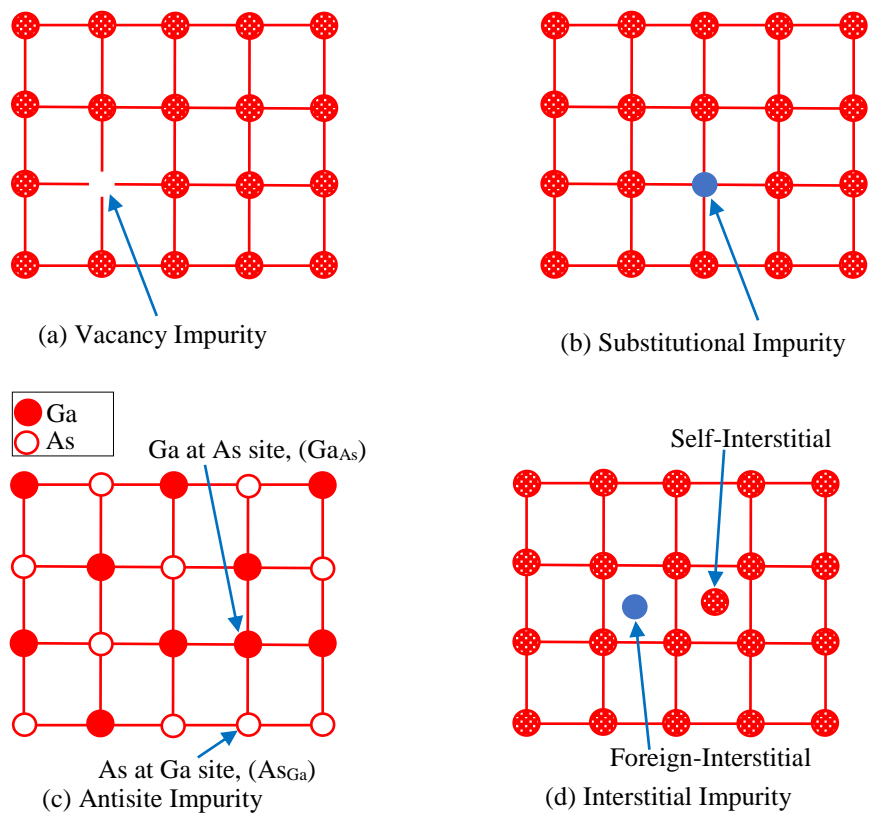 (a) Vacancy Impurity
(b) Substitutional Impurity
Ga
As
Ga at As site, (GaAs)
As at Ga site, (AsGa)
(c) Antisite Impurity
Self-Interstitial
Foreign-Interstitial
(d) Interstitial Impurity